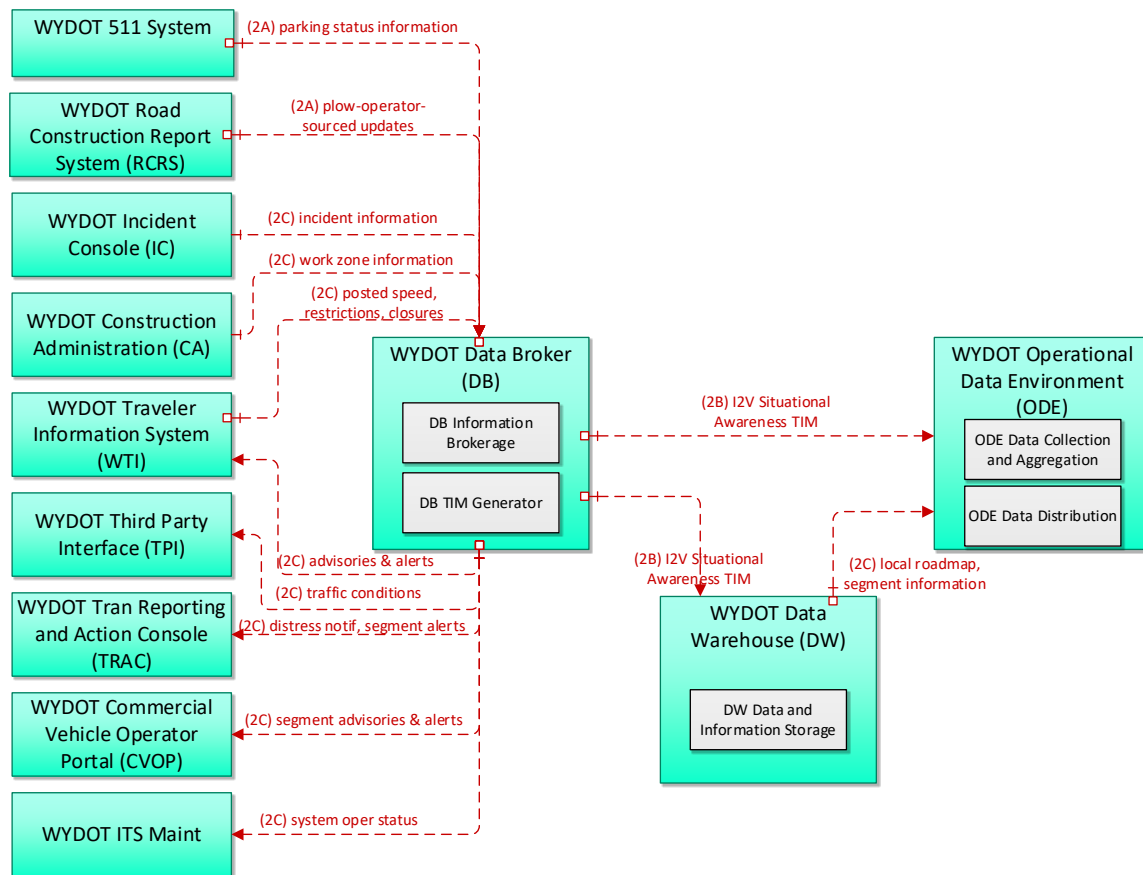 WYDOT 511 System
(2A) parking status information
WYDOT Road
Construction Report
System (RCRS)
(2A) plow-operator-
sourced updates
WYDOT Incident
Console (IC)
(2C) incident information
WYDOT Construction
Administration (CA)
(2C) work zone information
(2C) posted speed,
restrictions, closures
WYDOT Traveler
Information System
(WTI)
WYDOT Third Party
Interface (TPI)
(2C) advisories & alerts
(2C) traffic conditions
WYDOT Tran Reporting
and Action Console
(TRAC)
(2C) distress notif, segment alerts
WYDOT Commercial
Vehicle Operator
Portal (CVOP)
(2C) segment advisories & alerts
WYDOT ITS Maint
(2C) system oper status
WYDOT Data Broker
(DB)
DB Information
Brokerage
DB TIM Generator
(2B) I2V Situational
Awareness TIM
(2B) I2V Situational
Awareness TIM
WYDOT Operational
Data Environment
(ODE)
ODE Data Collection
and Aggregation
ODE Data Distribution
(2C) local roadmap,
segment information
WYDOT Data
Warehouse (DW)
DW Data and
Information Storage